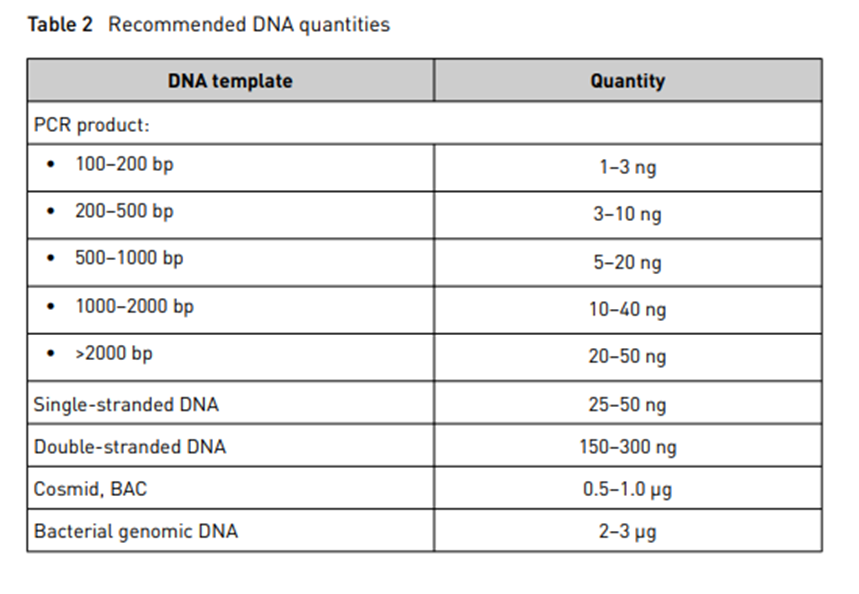 Table 2 Recommended DNA quantities
DNA template Quantity
PCR product:
• 100–200 bp 1–3 ng
• 200–500 bp 3–10 ng
• 500–1000 bp 5–20 ng
• 1000–2000 bp 10–40 ng
• >2000 bp 20–50 ng
Single-stranded DNA 25–50 ng
Double-stranded DNA 150–300 ng
Cosmid, BAC 0.5–1.0 µg
Bacterial genomic DNA 2–3 µg